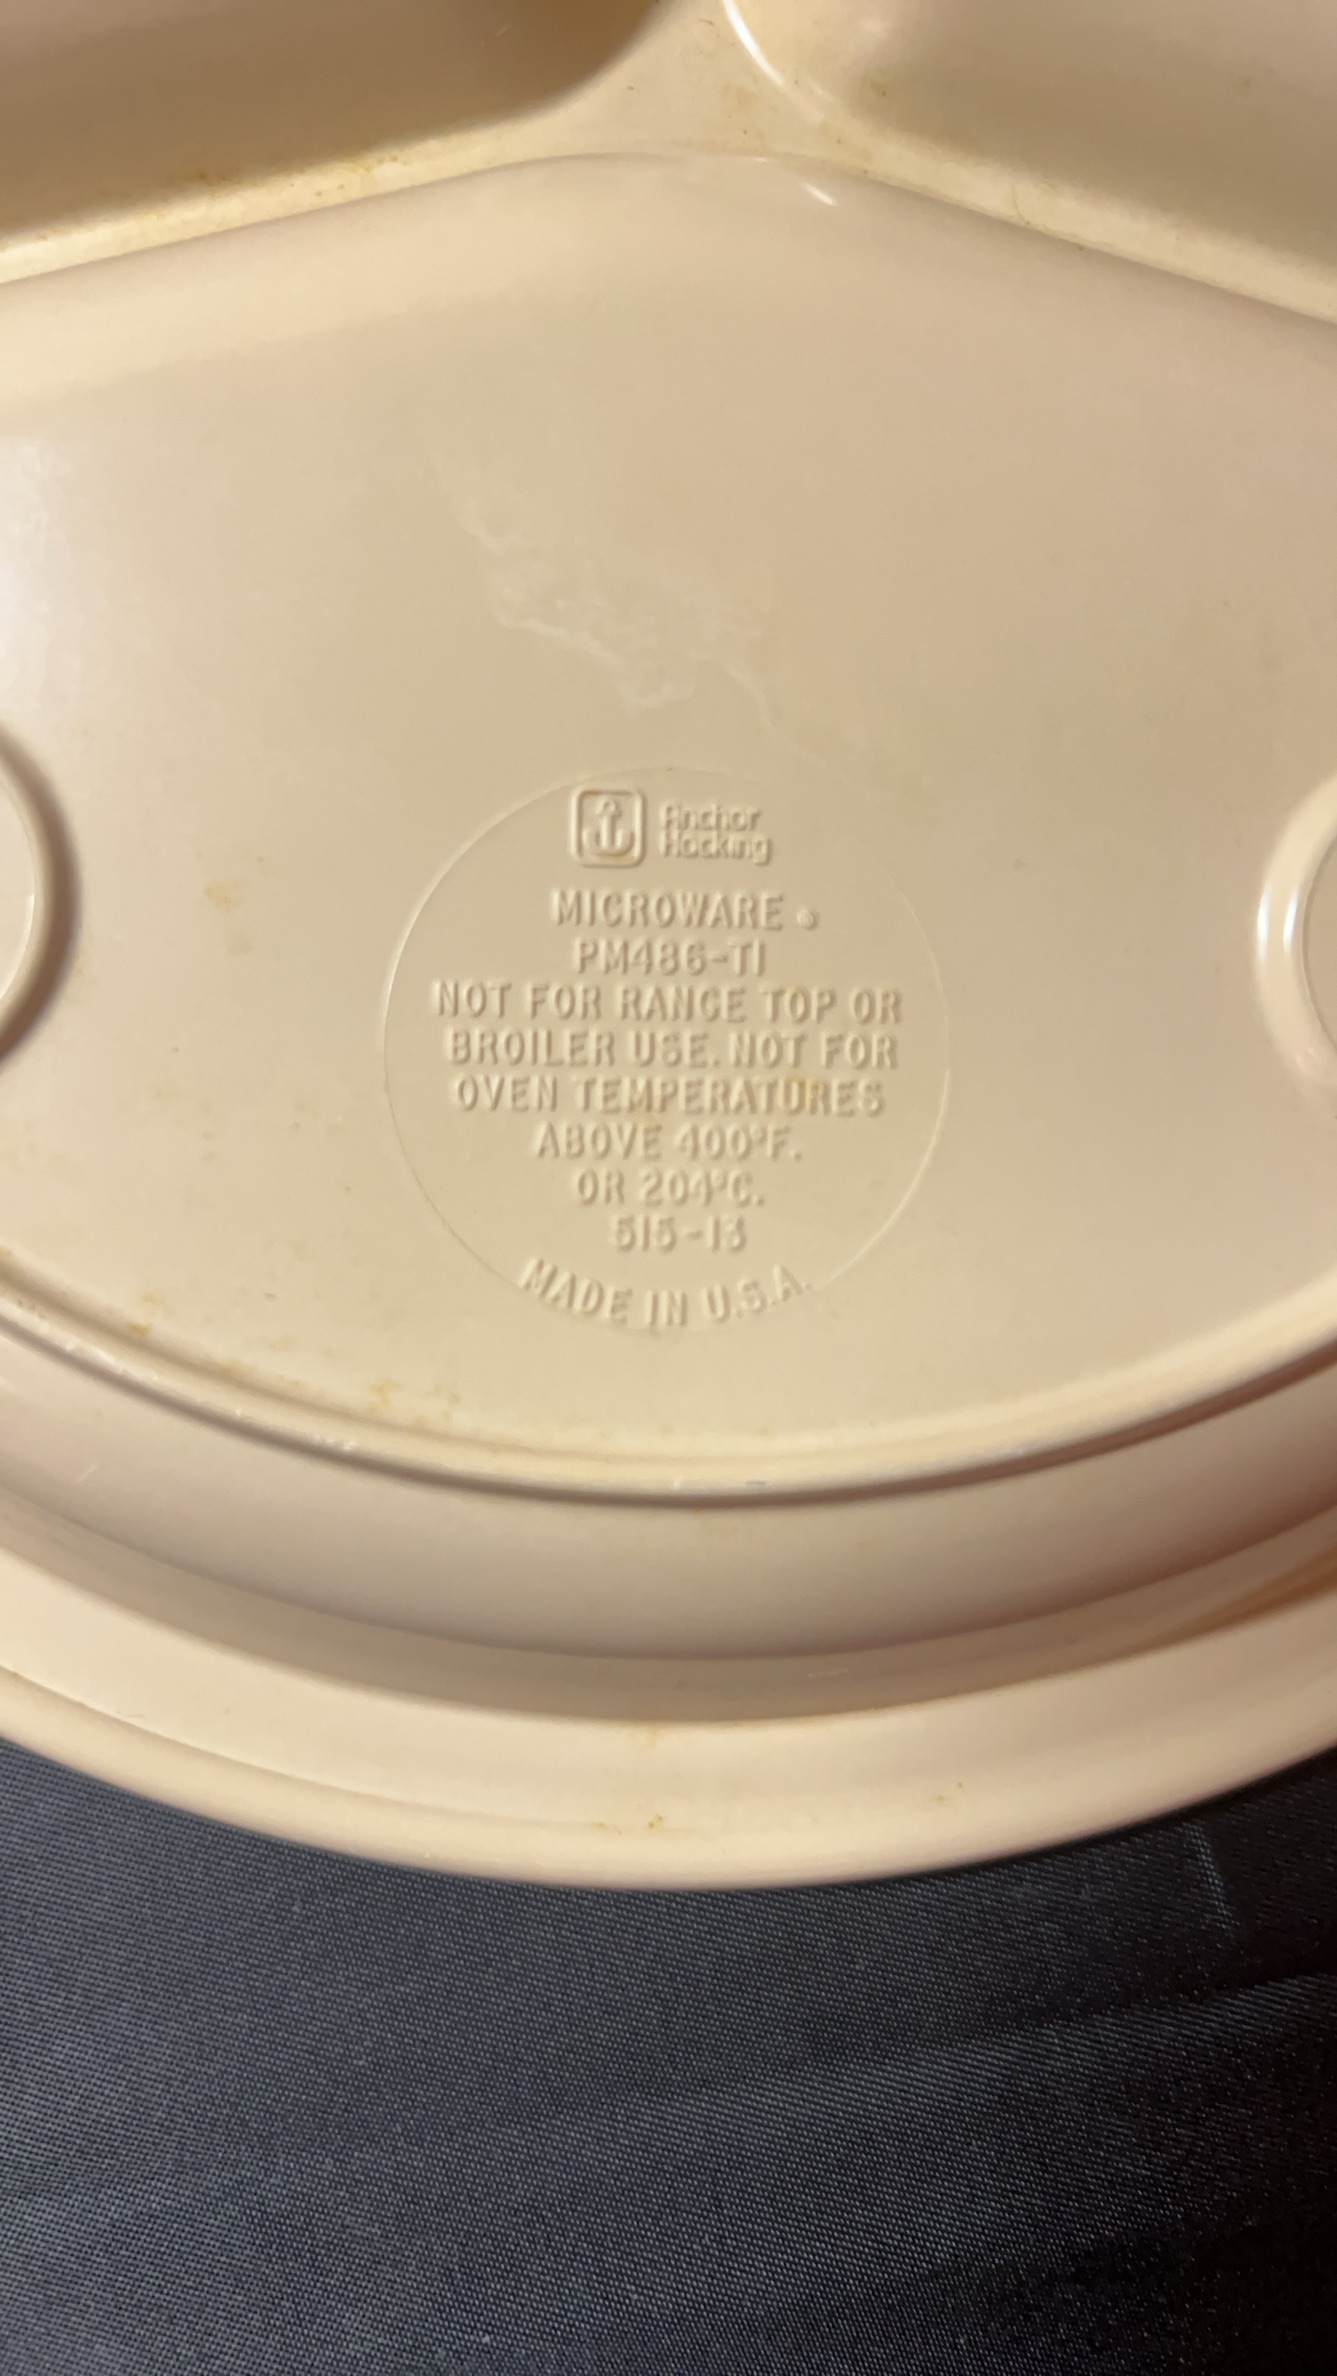 Anchor
Hocking
MICROWARE ®
PM486-T1
NOT FOR RANGE TOP OR
BROILER USE. NOT FOR
OVEN TEMPERATURES
ABOVE 400°F.
OR 204°C.
515-13
MADE IN U.S.A.